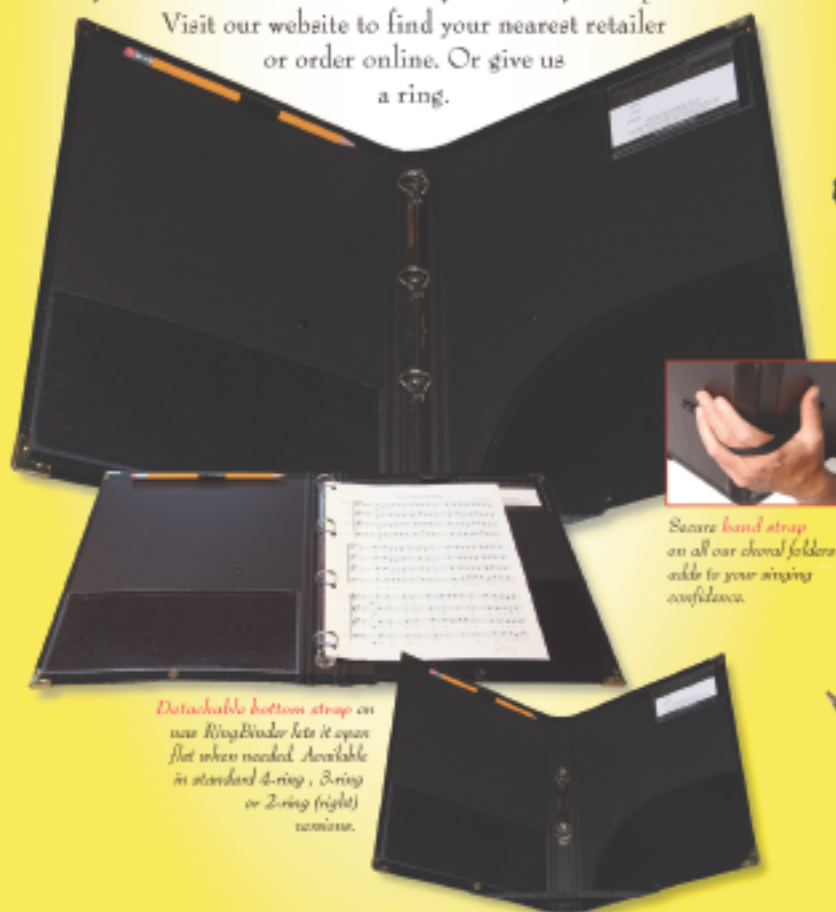 Visit our website to find your nearest retailer
or order online. Or give us
a ring.
Secure hand strap
on all our choral folders
adds to your singing
confidence.
Detachable bottom strap on
new RingBinder lets it open
flat when needed. Available
in standard 4-ring , 3-ring
or 2-ring (right)
versions.